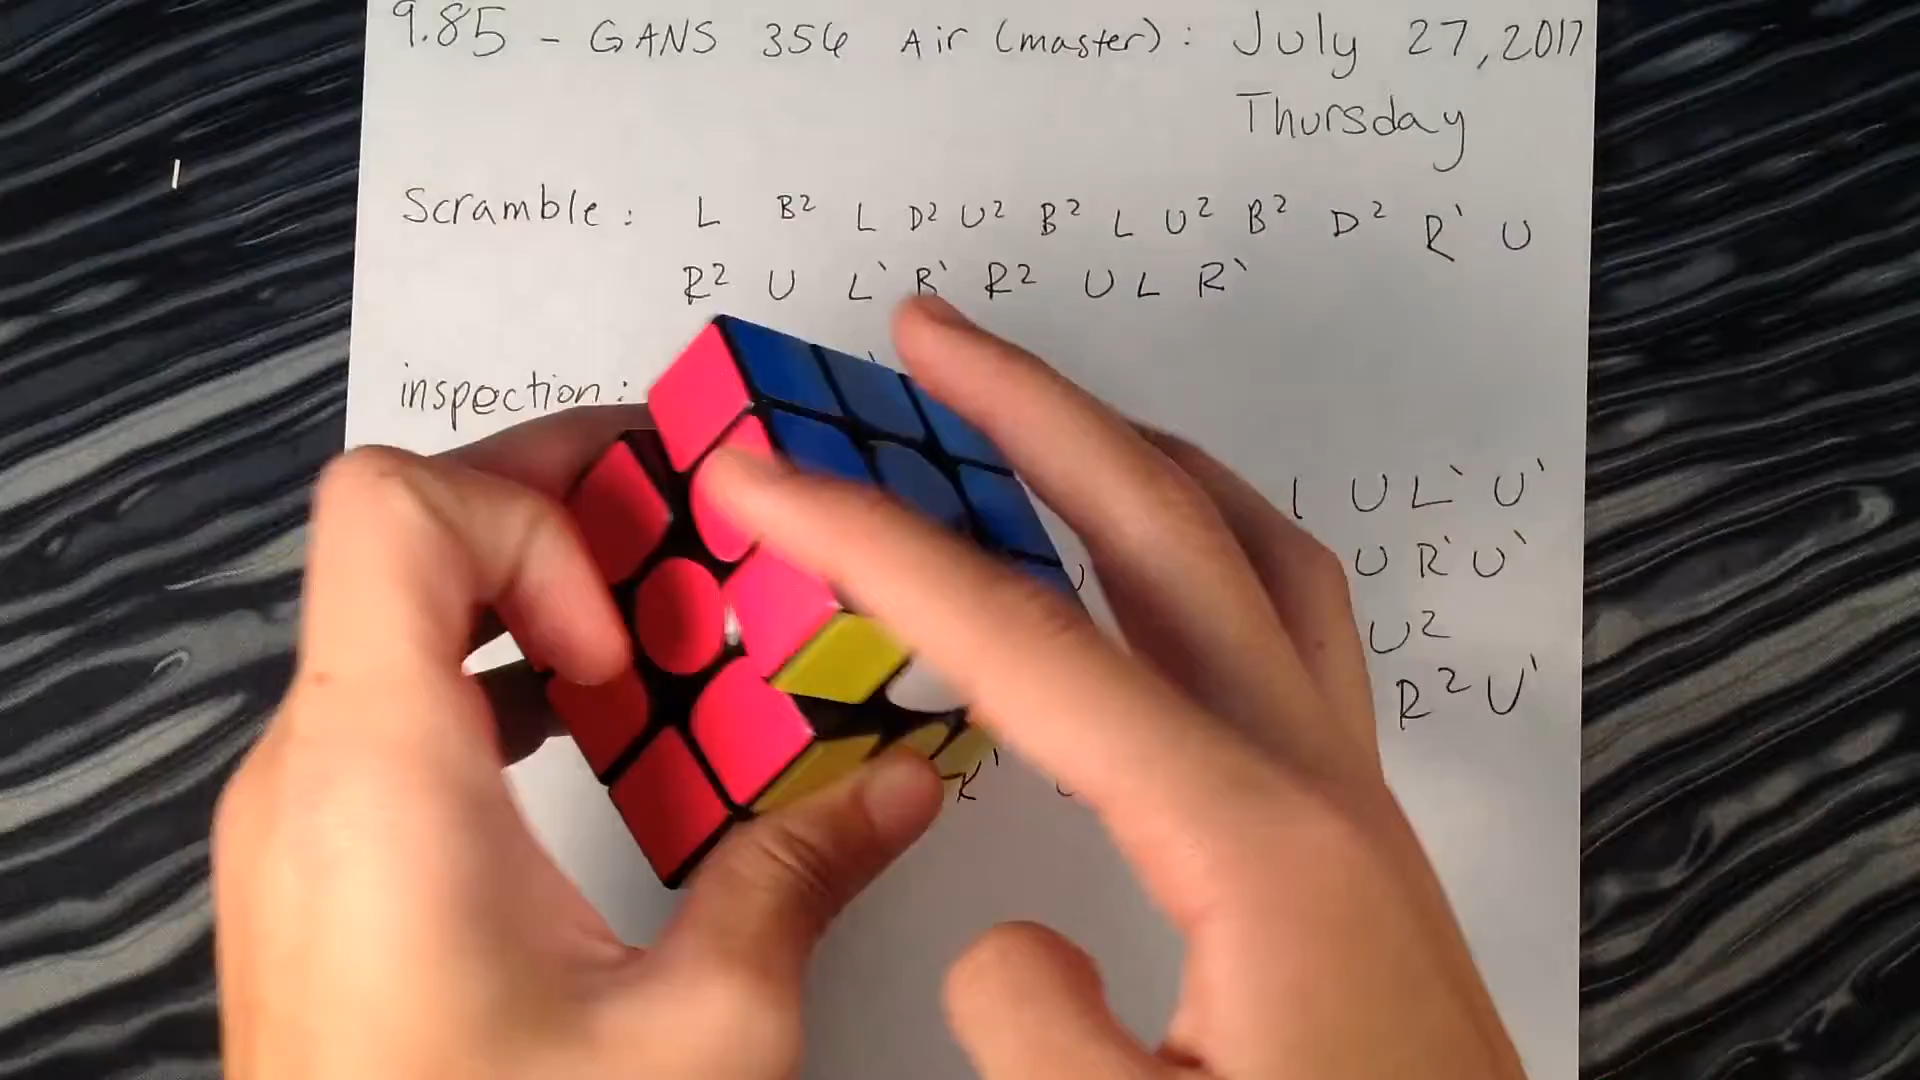 9.85 - GANS 356 Air (master) : July 27, 2017
Thursday
Scramble : L B2 L D2 U2 B2 L U2 B2 D2 R` U
R2 U L` B` R2 U L R`
inspection :
U L` U`
U R` U`
U2
R2 U`